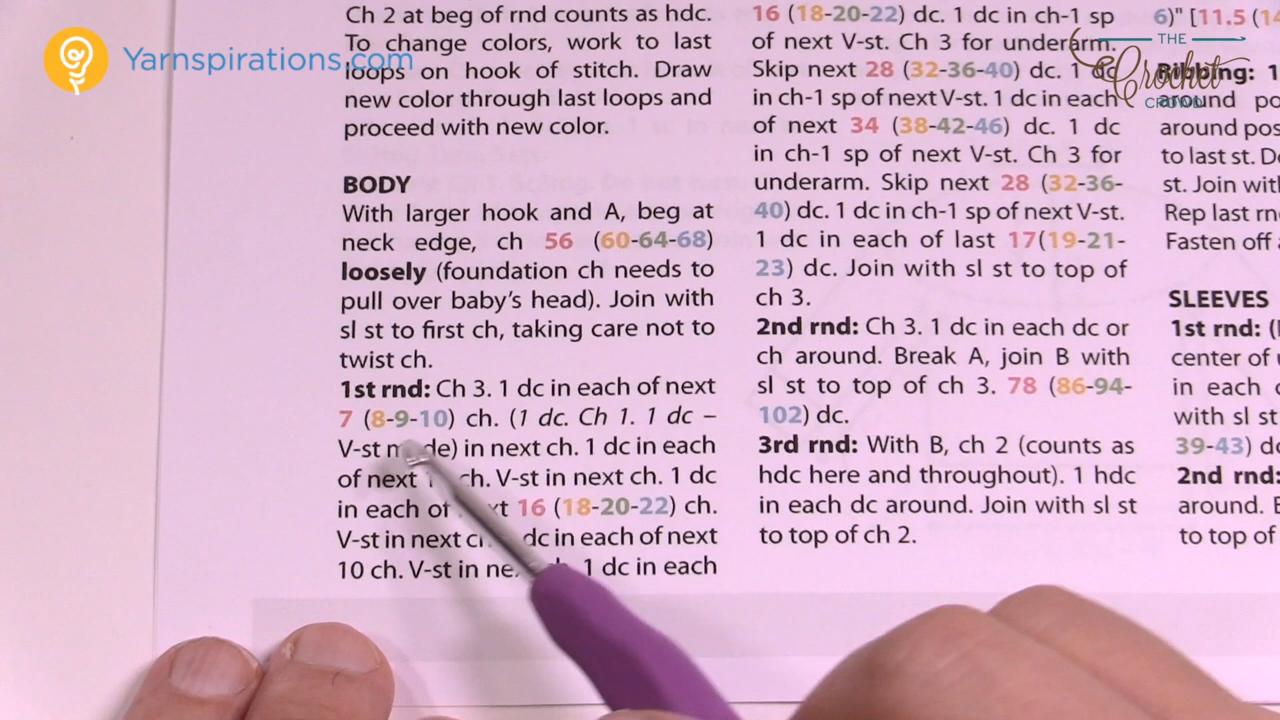 Yarnspirations.com
THE
Crochet
CROWD
Ch 2 at beg of rnd counts as hdc.
To change colors, work to last
loops on hook of stitch. Draw
new color through last loops and
proceed with new color.
BODY
With larger hook and A, beg at
neck edge, ch 56 (60-64-68)
loosely (foundation ch needs to
pull over baby's head). Join with
sl st to first ch, taking care not to
twist ch.
1st rnd: Ch 3. 1 dc in each of next
7 (8-9-10) ch. (1 dc. Ch 1. 1 dc –
V-st in next ch. 1 dc in each
of next ch. V-st in next ch. 1 dc
in each of 16 (18-20-22) ch.
V-st in next dc in each of next
10 ch. V-st in 1 dc in each
16 (18-20-22) dc. 1 dc in ch-1 sp
of next V-st. Ch 3 for underarm.
Skip next 28 (32-36-40) dc. 1 dc
in ch-1 sp of next V-st. 1 dc in each
of next 34 (38-42-46) dc. 1 dc
in ch-1 sp of next V-st. Ch 3 for
underarm. Skip next 28 (32-36-
40) dc. 1 dc in ch-1 sp of next V-st.
1 dc in each of last 17(19-21-
23) dc. Join with sl st to top of
ch 3.
2nd rnd: Ch 3. 1 dc in each dc or
ch around. Break A, join B with
sl st to top of ch 3. 78 (86-94-
102) dc.
3rd rnd: With B, ch 2 (counts as
hdc here and throughout). 1 hdc
in each dc around. Join with sl st
to top of ch 2.
6)" [11.5
Ribbing: 1
around
around
to last st.
st. Join
Rep last
Fasten off
SLEEVES
1st rnd:
center of
in each
with sl st
39-43)
2nd rnd:
around.
to top of